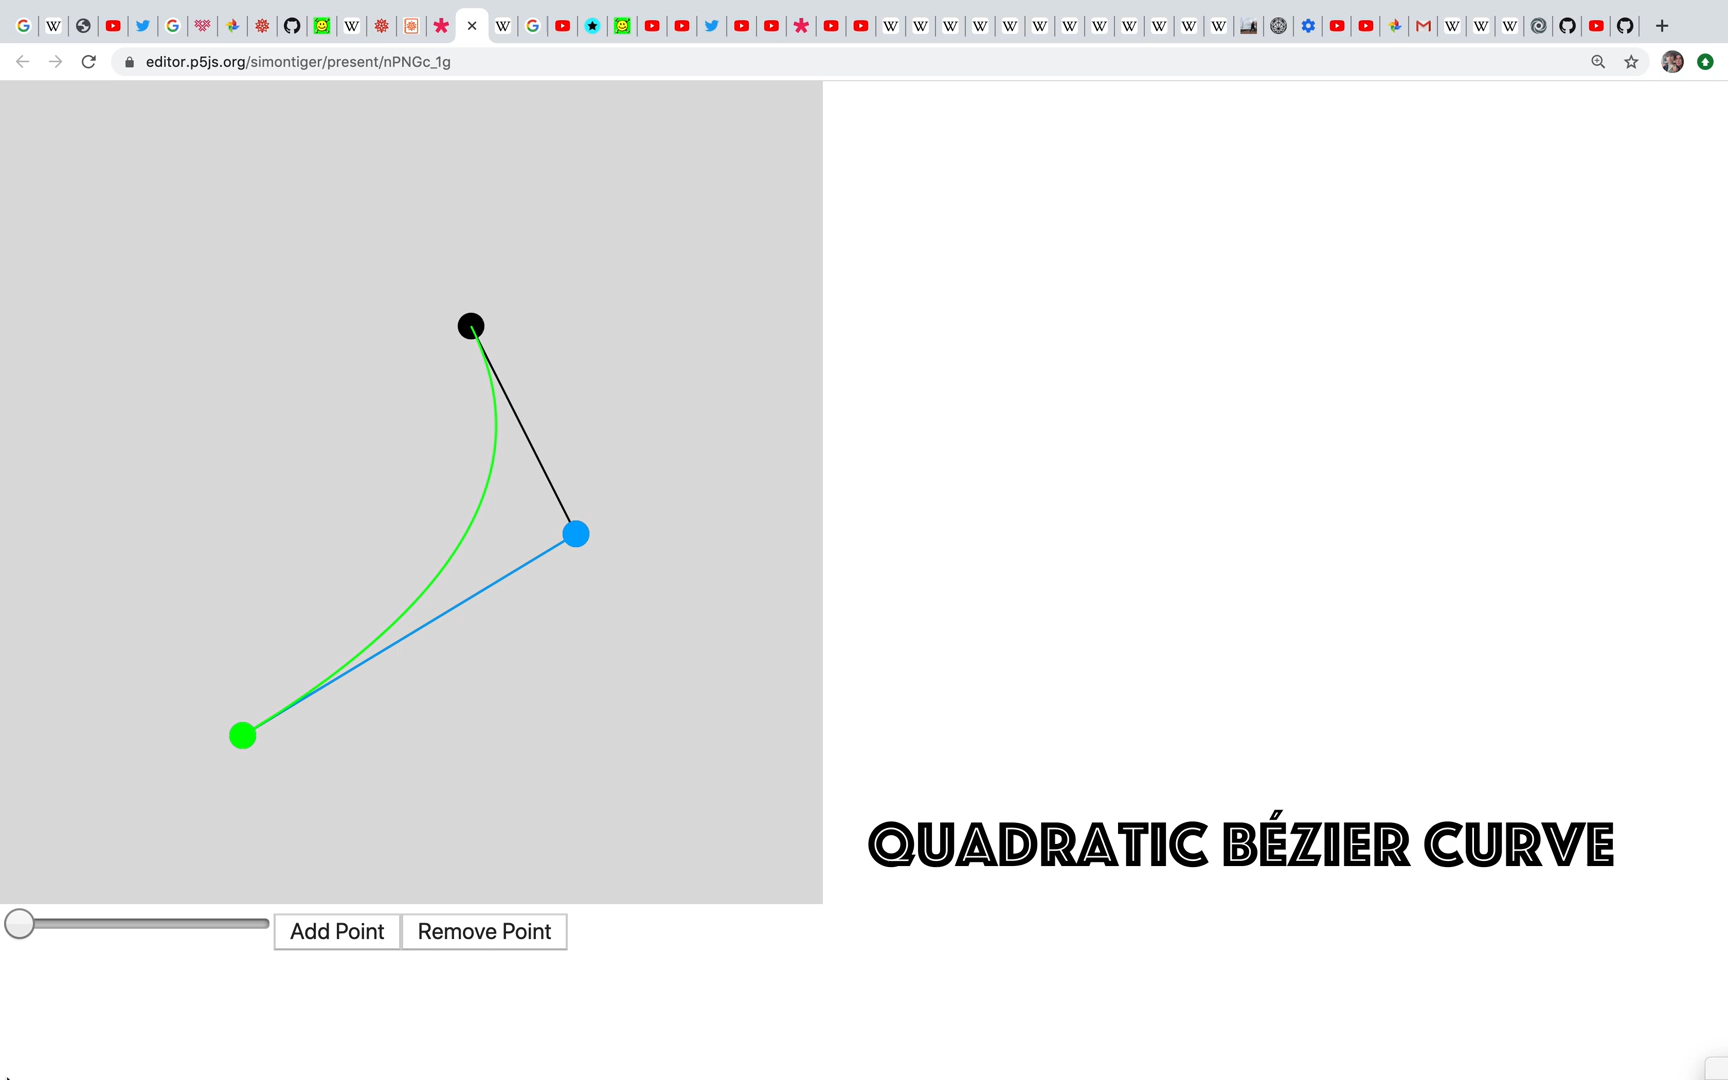 editor.p5js.org/simontiger/present/nPNGc_1g
QUADRATIC BÉZIER CURVE
Add Point
Remove Point